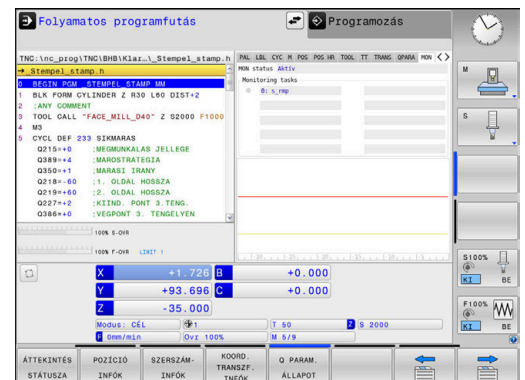 Folyamatos programfutás
Programozás
TNC:\nc_prog\TNC\BHB\Klar…\_Stempel_stamp.h
_Stempel_stamp.h
0 BEGIN PGM _STEMPEL_STAMP MM
1 BLK FORM CYLINDER Z R30 L60 DIST+2
2 ;ANY COMMENT
3 TOOL CALL "FACE_MILL_D40" Z S2000 F1000
4 M3
5 CYCL DEF 233 SIKMARAS
Q215=+0 ;MEGMUNKALAS JELLEGE
Q389=+4 ;MAROSTRATEGIA
Q350=+1 ;MARASI IRANY
Q218=-60 ;1. OLDAL HOSSZA
Q219=+60 ;2. OLDAL HOSSZA
Q227=+2 ;KIIND. PONT 3.TENG.
Q386=+0 ;VEGPONT 3. TENGELYEN
PAL LBL CYC M POS POS HR TOOL TT TRANS QPARA MON
MON status Aktív
Monitoring tasks
0: s_rmp
100% S-OVR
100% F-OVR LIMIT 1
X +1.726 B +0.000
Y +93.696 C +0.000
Z -35.000
Modus: CÉL 1 T 50 Z S 2000
F 0mm/min Ovr 100% M 5/9
M
S
S100%
KI BE
F100%
KI BE
ÁTTEKINTÉS STÁTUSZA
POZÍCIÓ INFÓK
SZERSZÁM- INFÓK
KOORD. TRANSZF. INFÓK
Q PARAM. ÁLLAPOT